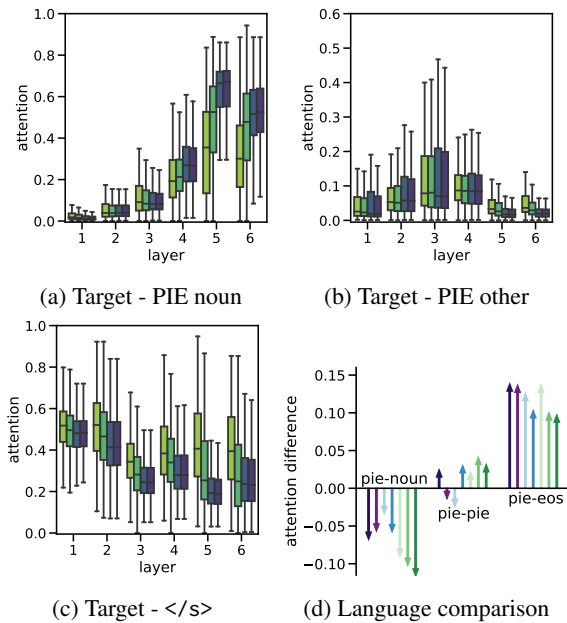 1.0
0.8
0.6
0.4
0.2
0.0
attention
1 2 3 4 5 6
layer
(a) Target - PIE noun
0.6
0.5
0.4
0.3
0.2
0.1
0.0
attention
1 2 3 4 5 6
layer
(b) Target - PIE other
1.0
0.8
0.6
0.4
0.2
0.0
attention
1 2 3 4 5 6
layer
(c) Target - </s>
0.15
0.10
0.05
0.00
−0.05
−0.10
attention difference
pie-noun
pie-pie
pie-eos
(d) Language comparison